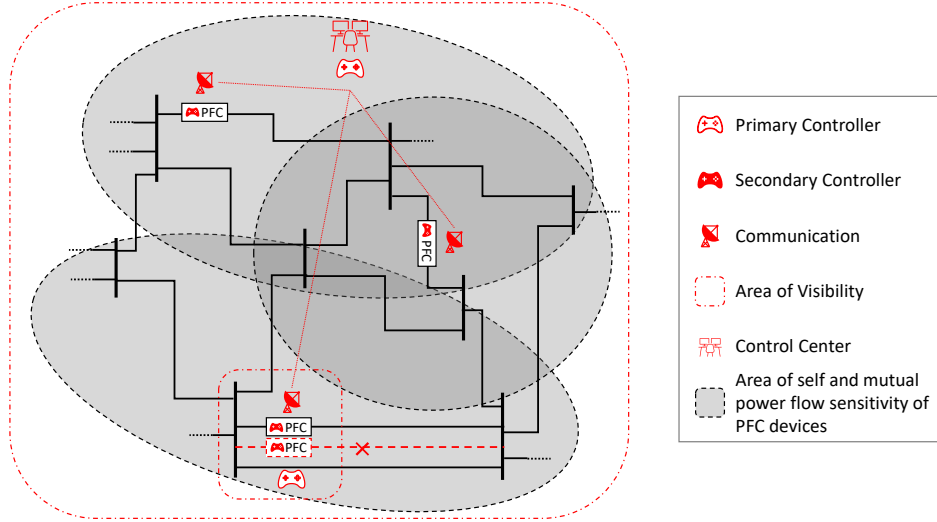 PFC
PFC
PFC
PFC
Primary Controller
Secondary Controller
Communication
Area of Visibility
Control Center
Area of self and mutual
power flow sensitivity of
PFC devices